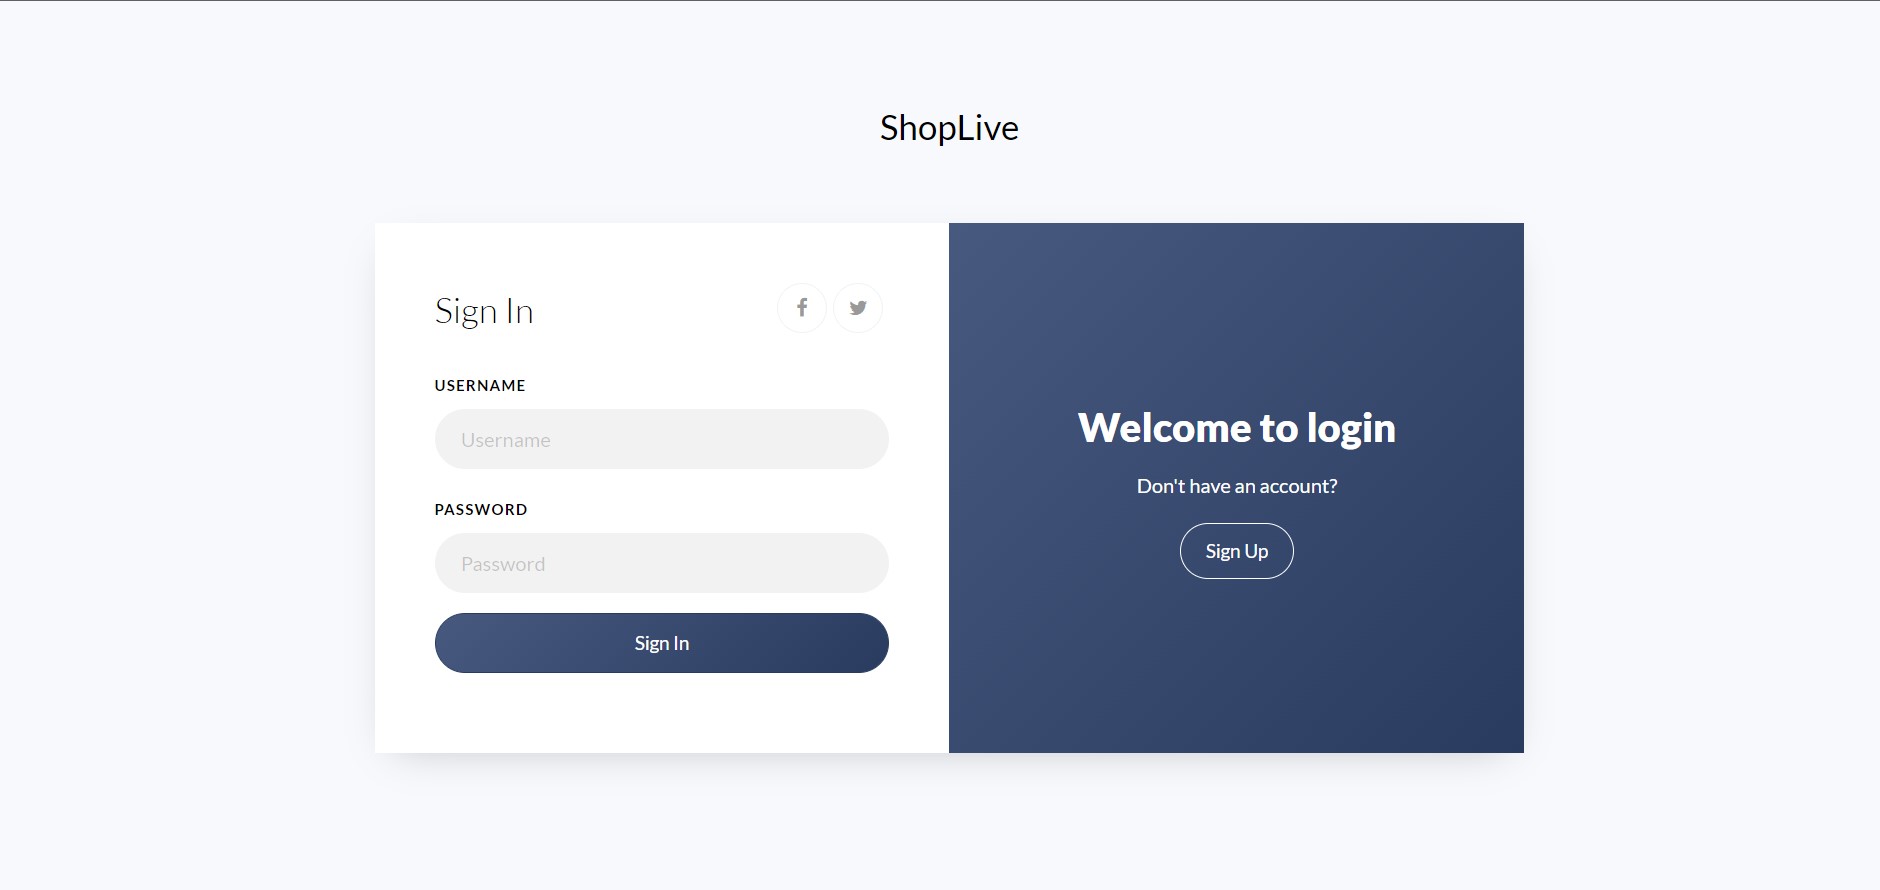 ShopLive
Sign In
USERNAME
Username
PASSWORD
Password
Sign In
Welcome to login
Don't have an account?
Sign Up